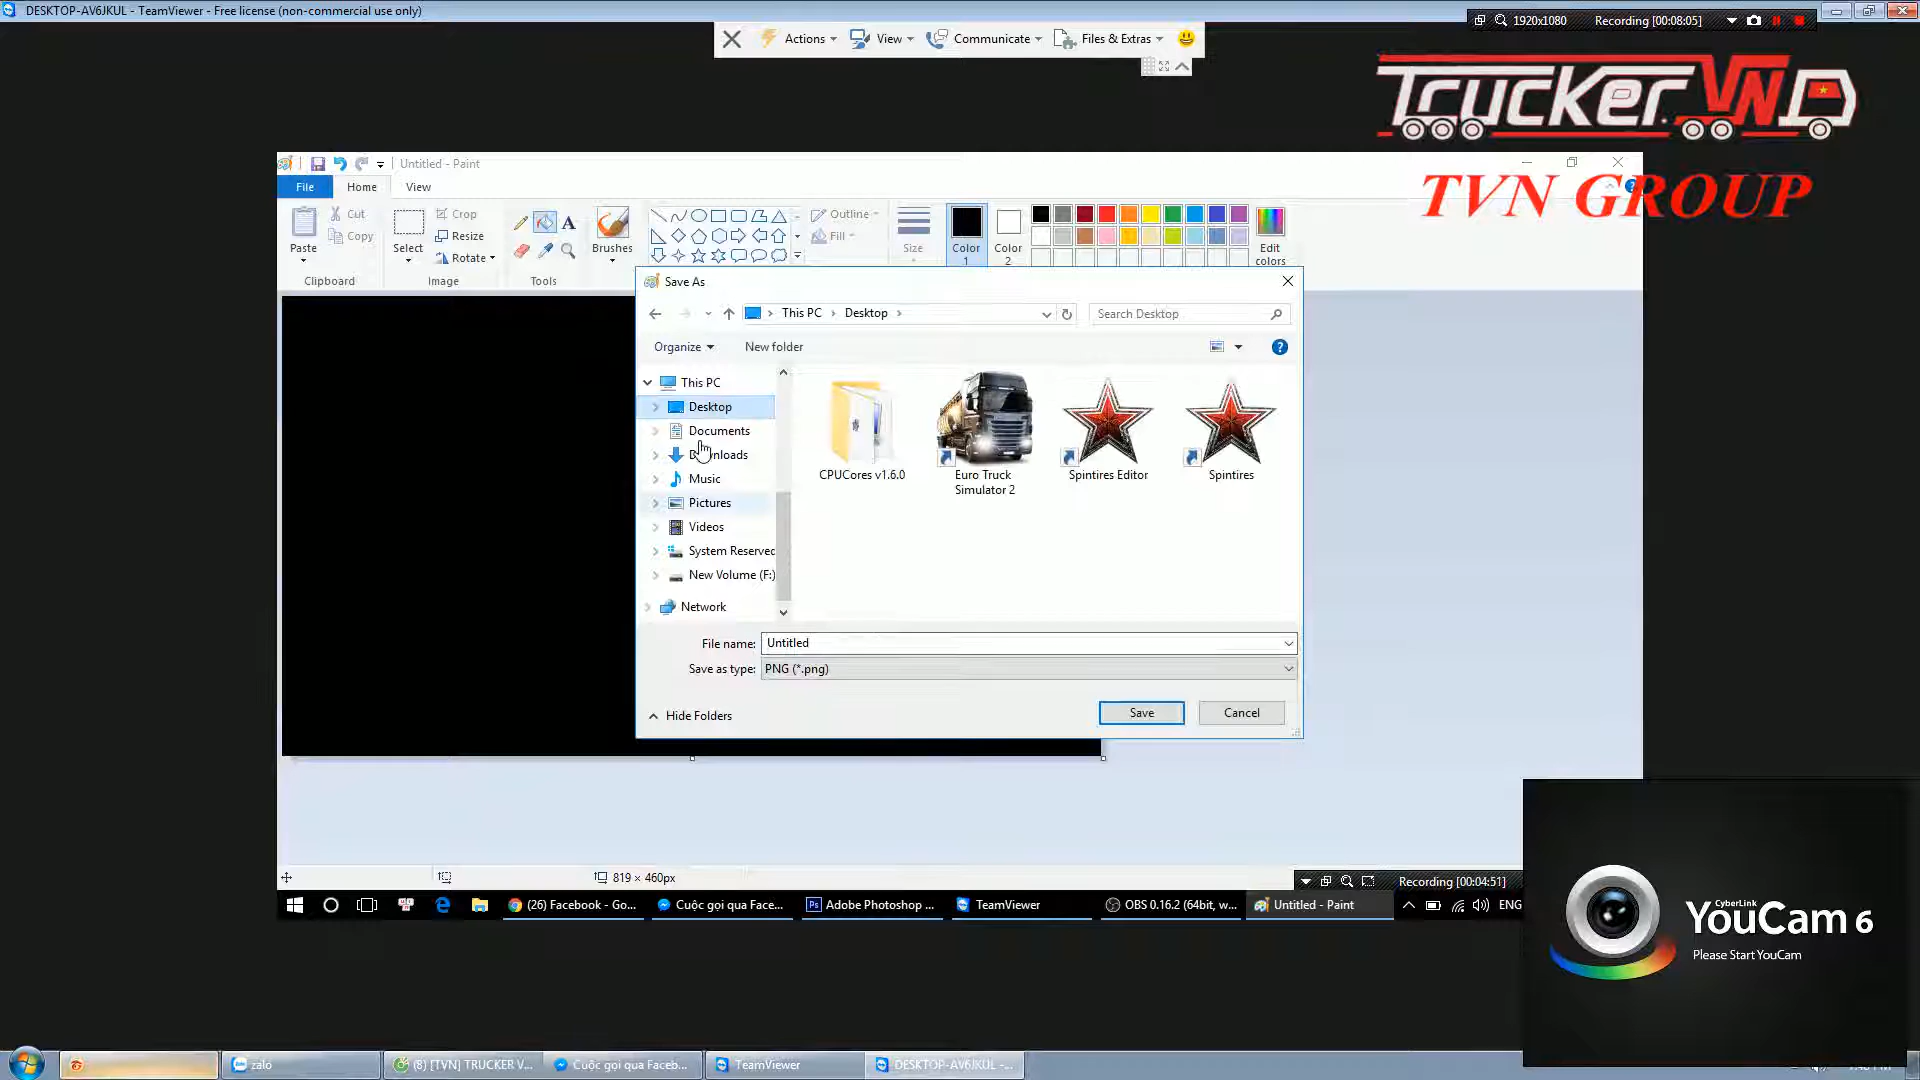 DESKTOP-AV6JKUL - TeamViewer - Free license (non-commercial use only)
1920x1080
Recording [00:08:05]
Actions
View
Communicate
Files & Extras
TRUCKERVN
TVN GROUP
Untitled - Paint
File
Home
View
Paste
Cut
Copy
Clipboard
Select
Crop
Resize
Rotate
Image
Tools
Brushes
Outline
Fill
Size
Color 1
Color 2
Edit colors
Save As
This PC
Desktop
Search Desktop
Organize
New folder
This PC
Desktop
Documents
Music
Pictures
Videos
System Reserved
New Volume (F:)
Network
CPUCores v1.6.0
Euro Truck Simulator 2
Spintires Editor
Spintires
File name:
Untitled
Save as type:
PNG (*.png)
Hide Folders
Save
Cancel
819 × 460px
Recording [00:04:51]
(26) Facebook - Go...
Cuộc gọi qua Face...
Adobe Photoshop ...
TeamViewer
OBS 0.16.2 (64bit, w...
Untitled - Paint
ENG
CyberLink
YouCam 6
Please Start YouCam
zalo
(8) [TVN] TRUCKER V...
Cuộc gọi qua Faceb...
TeamViewer
DESKTOP-AV6JKUL -...